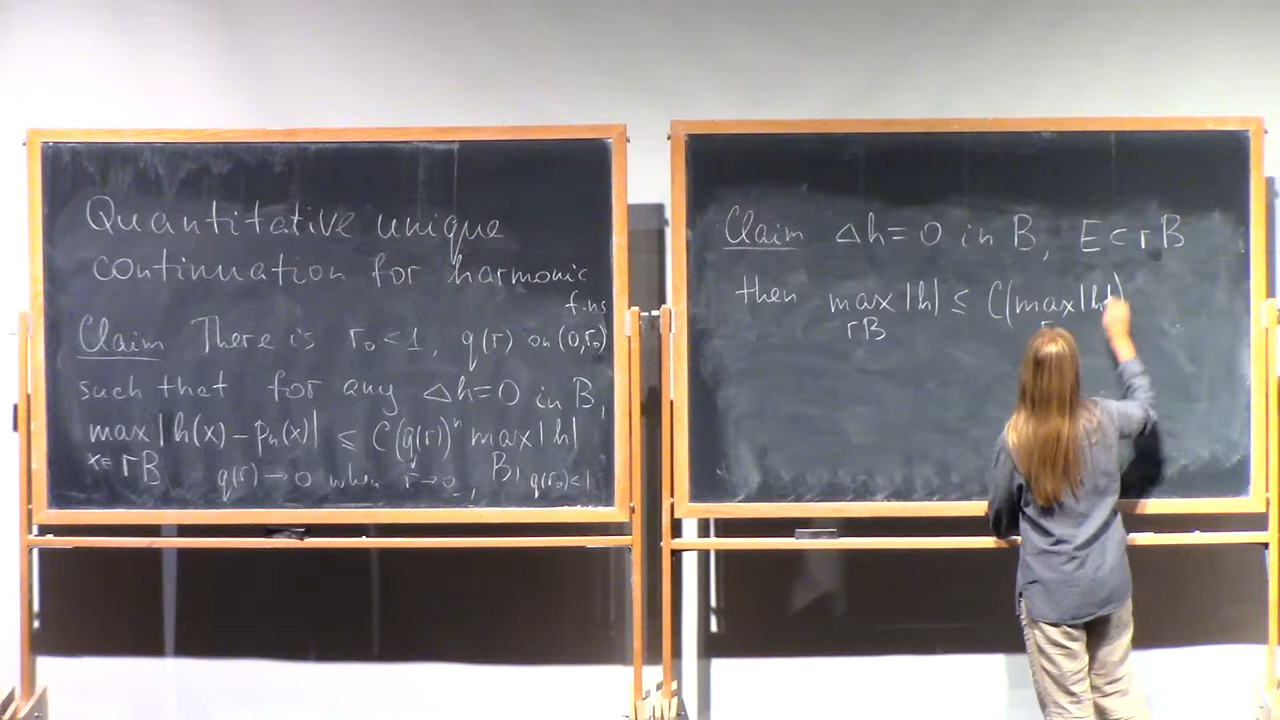 Quantitative unique
continuation for harmonic
f.ns
Claim There is r₀<1, q(r) on (0,r₀)
such that for any Δh=0 in B,
max |h(x) - pₙ(x)| ≤ C(q(r))ⁿ max|h|
x∈rB B
q(r)→0 when r→0, q(r₀)<1
Claim Δh=0 in B, E⊂rB
then max |h| ≤ C(max|h|)
rB